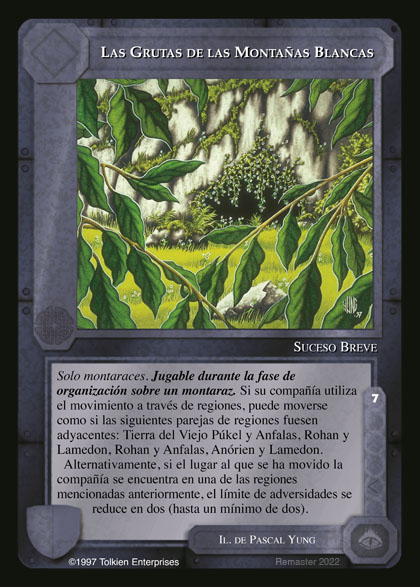 Las Grutas de las Montañas Blancas
YUNG
97
Suceso Breve
Solo montaraces. Jugable durante la fase de
organización sobre un montaraz. Si su compañía utiliza
el movimiento a través de regiones, puede moverse
como si las siguientes parejas de regiones fuesen
adyacentes: Tierra del Viejo Púkel y Anfalas, Rohan y
Lamedon, Rohan y Anfalas, Anórien y Lamedon.
Alternativamente, si el lugar al que se ha movido la
compañía se encuentra en una de las regiones
mencionadas anteriormente, el límite de adversidades se
reduce en dos (hasta un mínimo de dos).
7
Il. de Pascal Yung
©1997 Tolkien Enterprises
Remaster 2022